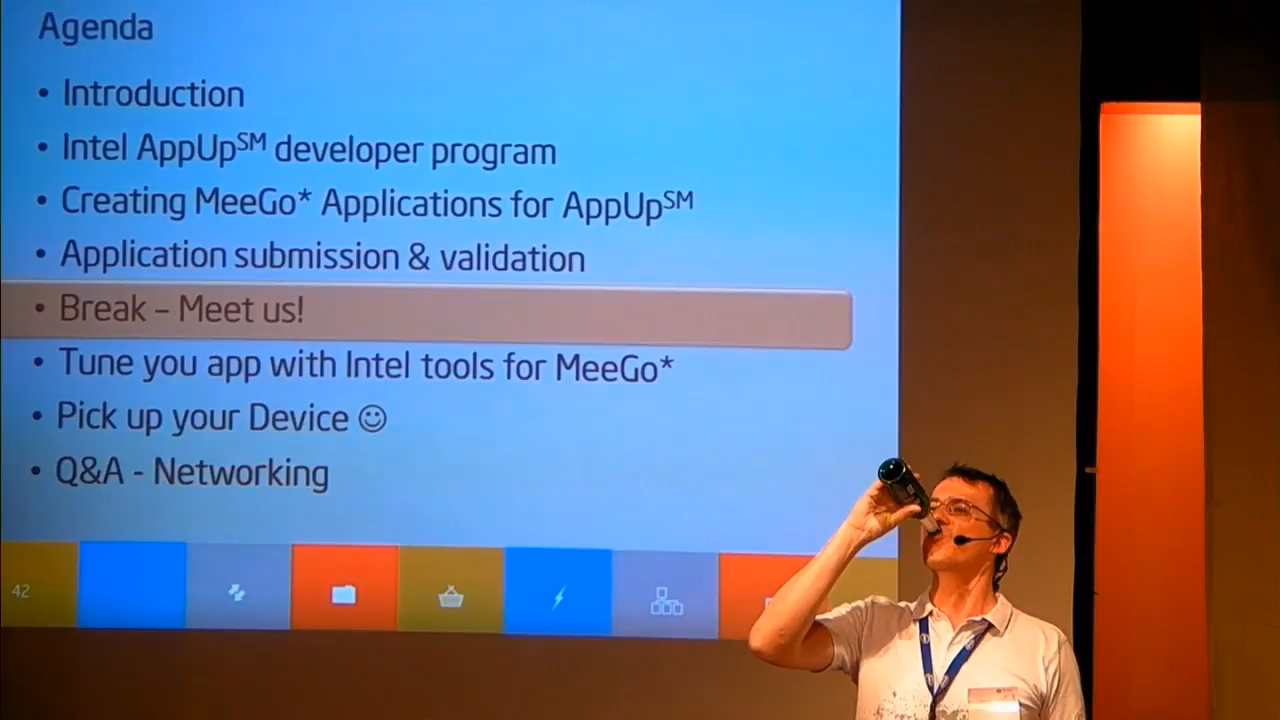 Agenda
• Introduction
• Intel AppUp℠ developer program
• Creating MeeGo* Applications for AppUp℠
• Application submission & validation
• Break – Meet us!
• Tune you app with Intel tools for MeeGo*
• Pick up your Device ☺
• Q&A - Networking
42